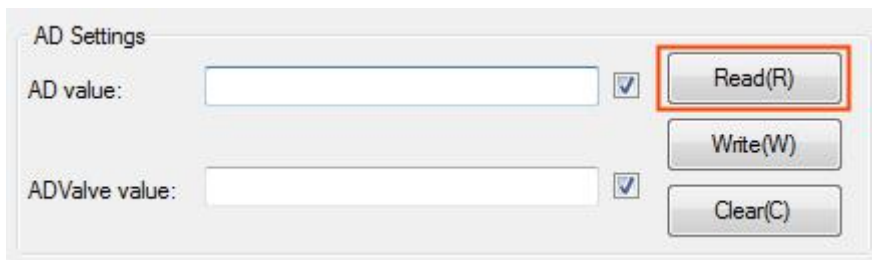 AD Settings
AD value:
Read(R)
Write(W)
ADValve value:
Clear(C)